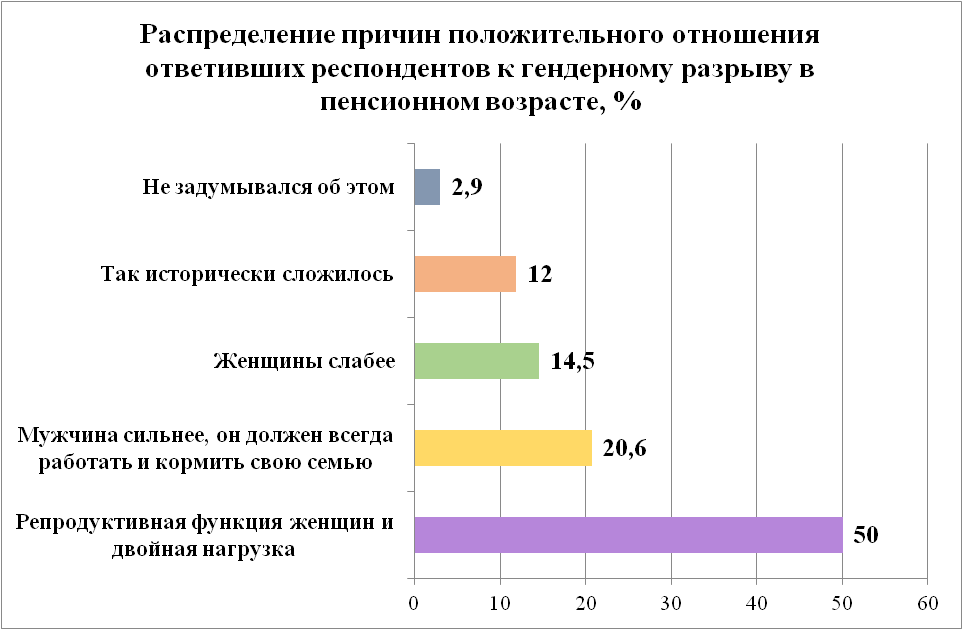 Распределение причин положительного отношения
ответивших респондентов к гендерному разрыву в
пенсионном возрасте, %
Не задумывался об этом
2,9
Так исторически сложилось
12
Женщины слабее
14,5
Мужчина сильнее, он должен всегда
работать и кормить свою семью
20,6
Репродуктивная функция женщин и
двойная нагрузка
50
0 10 20 30 40 50 60